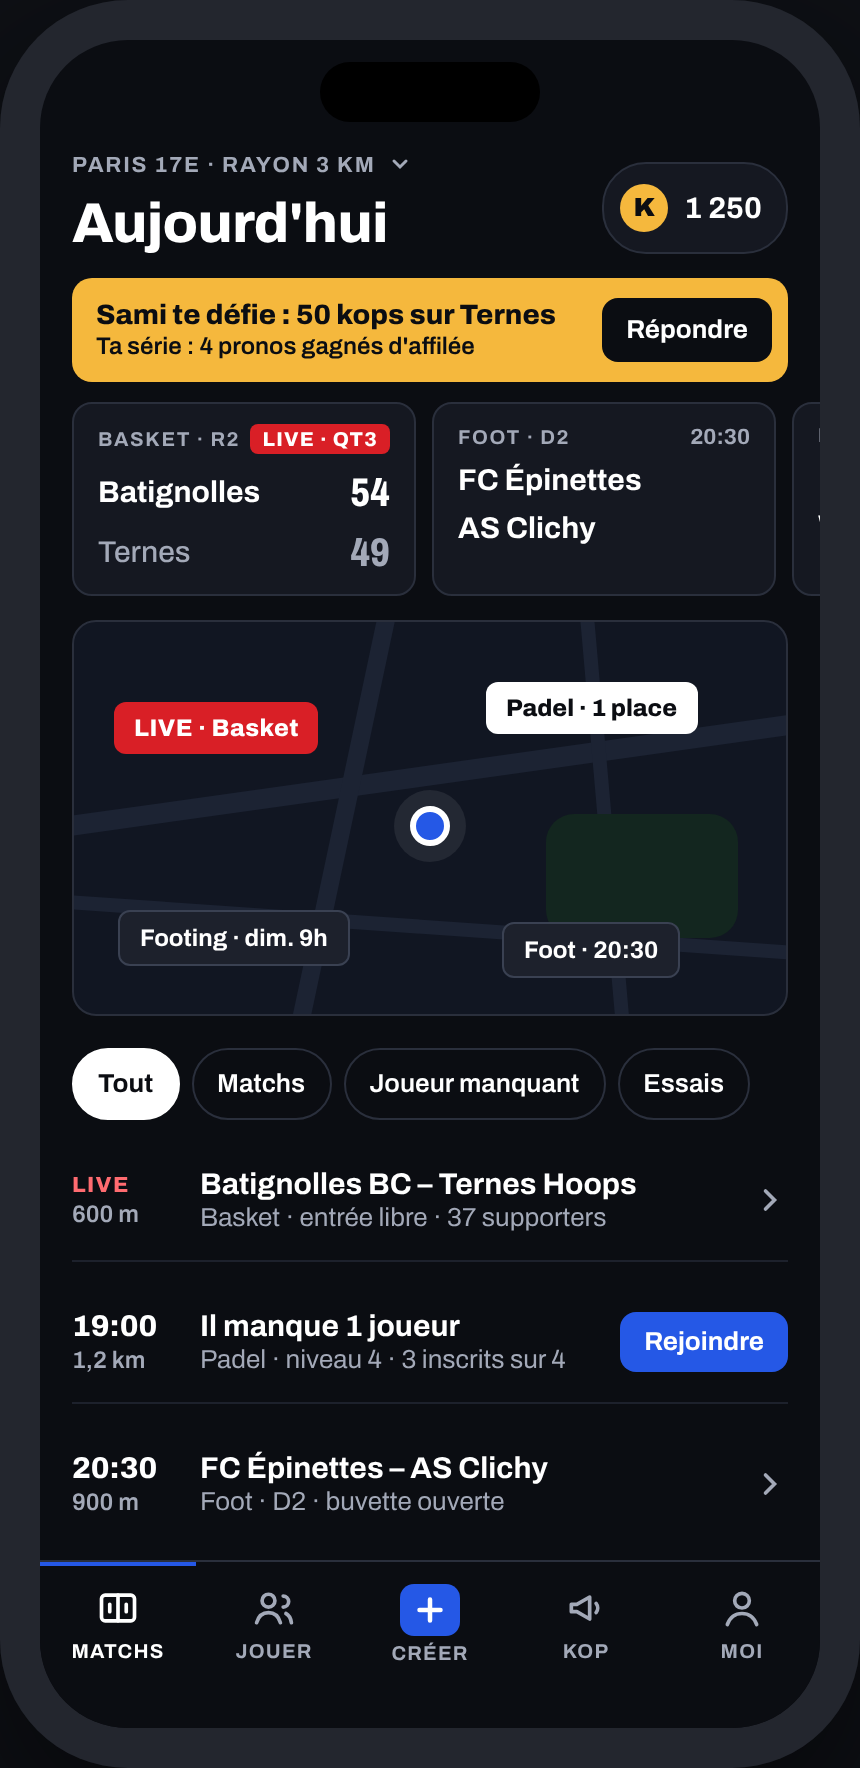 PARIS 17E · RAYON 3 KM
Aujourd'hui
K 1 250
Sami te défie : 50 kops sur Ternes
Ta série : 4 pronos gagnés d'affilée
Répondre
BASKET · R2 LIVE · QT3
Batignolles 54
Ternes 49
FOOT · D2 20:30
FC Épinettes
AS Clichy
Padel · 1 place
LIVE · Basket
Footing · dim. 9h
Foot · 20:30
Tout Matchs Joueur manquant Essais
LIVE
600 m
Batignolles BC – Ternes Hoops
Basket · entrée libre · 37 supporters
19:00
1,2 km
Il manque 1 joueur
Padel · niveau 4 · 3 inscrits sur 4
Rejoindre
20:30
900 m
FC Épinettes – AS Clichy
Foot · D2 · buvette ouverte
MATCHS JOUER CRÉER KOP MOI